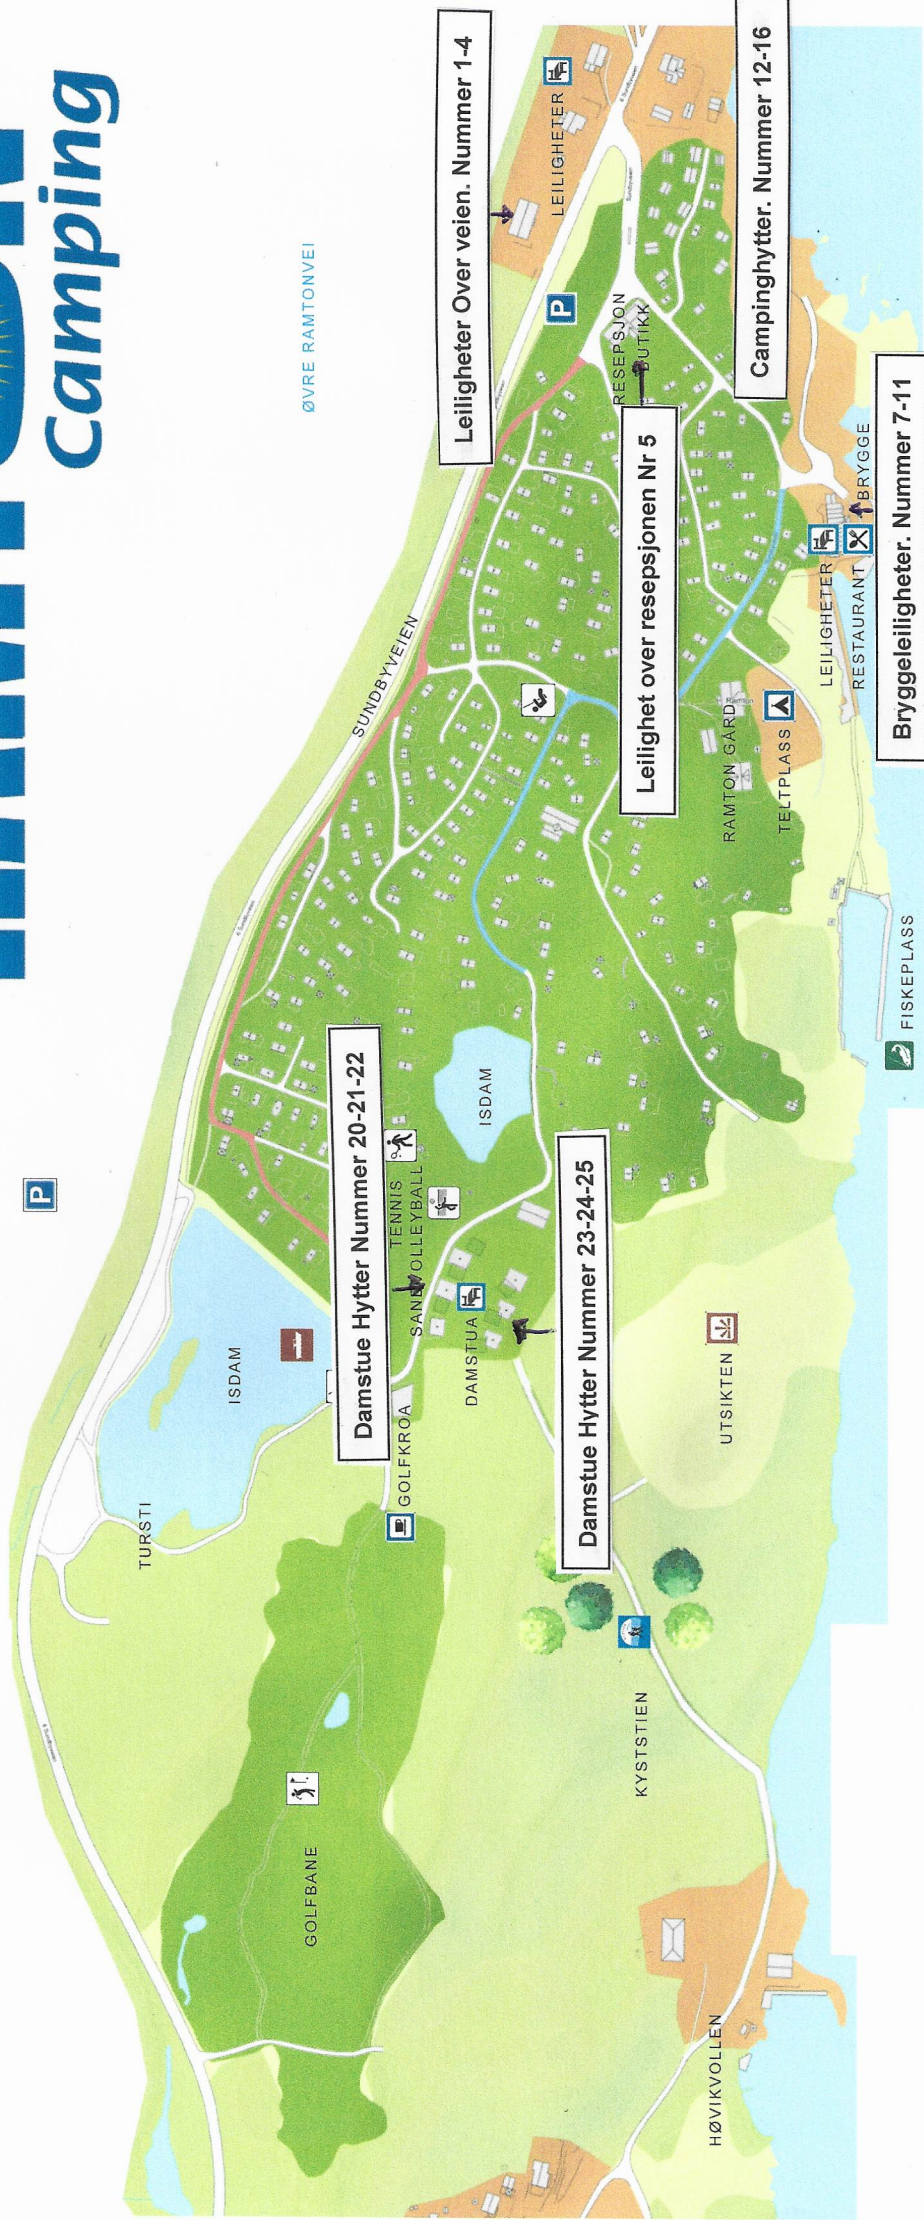 Camping
ØVRE RAMTONVEI
P
Leiligheter Over veien. Nummer 1-4
LEILIGHETER
Sundbyveien
P
RESEPSJON
BUTIKK
Campinghytter. Nummer 12-16
Leilighet over resepsjonen Nr 5
SUNDBYVEIEN
LEILIGHETER
RESTAURANT
BRYGGE
Bryggeleiligheter. Nummer 7-11
Ramton
RAMTON GÅRD
TELTPLASS
FISKEPLASS
Damstue Hytter Nummer 20-21-22
ISDAM
TENNIS
Damstue Hytter Nummer 23-24-25
DAMSTUA
ISDAM
GOLFKROA
UTSIKTEN
TURSTI
KYSTSTIEN
GOLFBANE
HØVIKVOLLEN